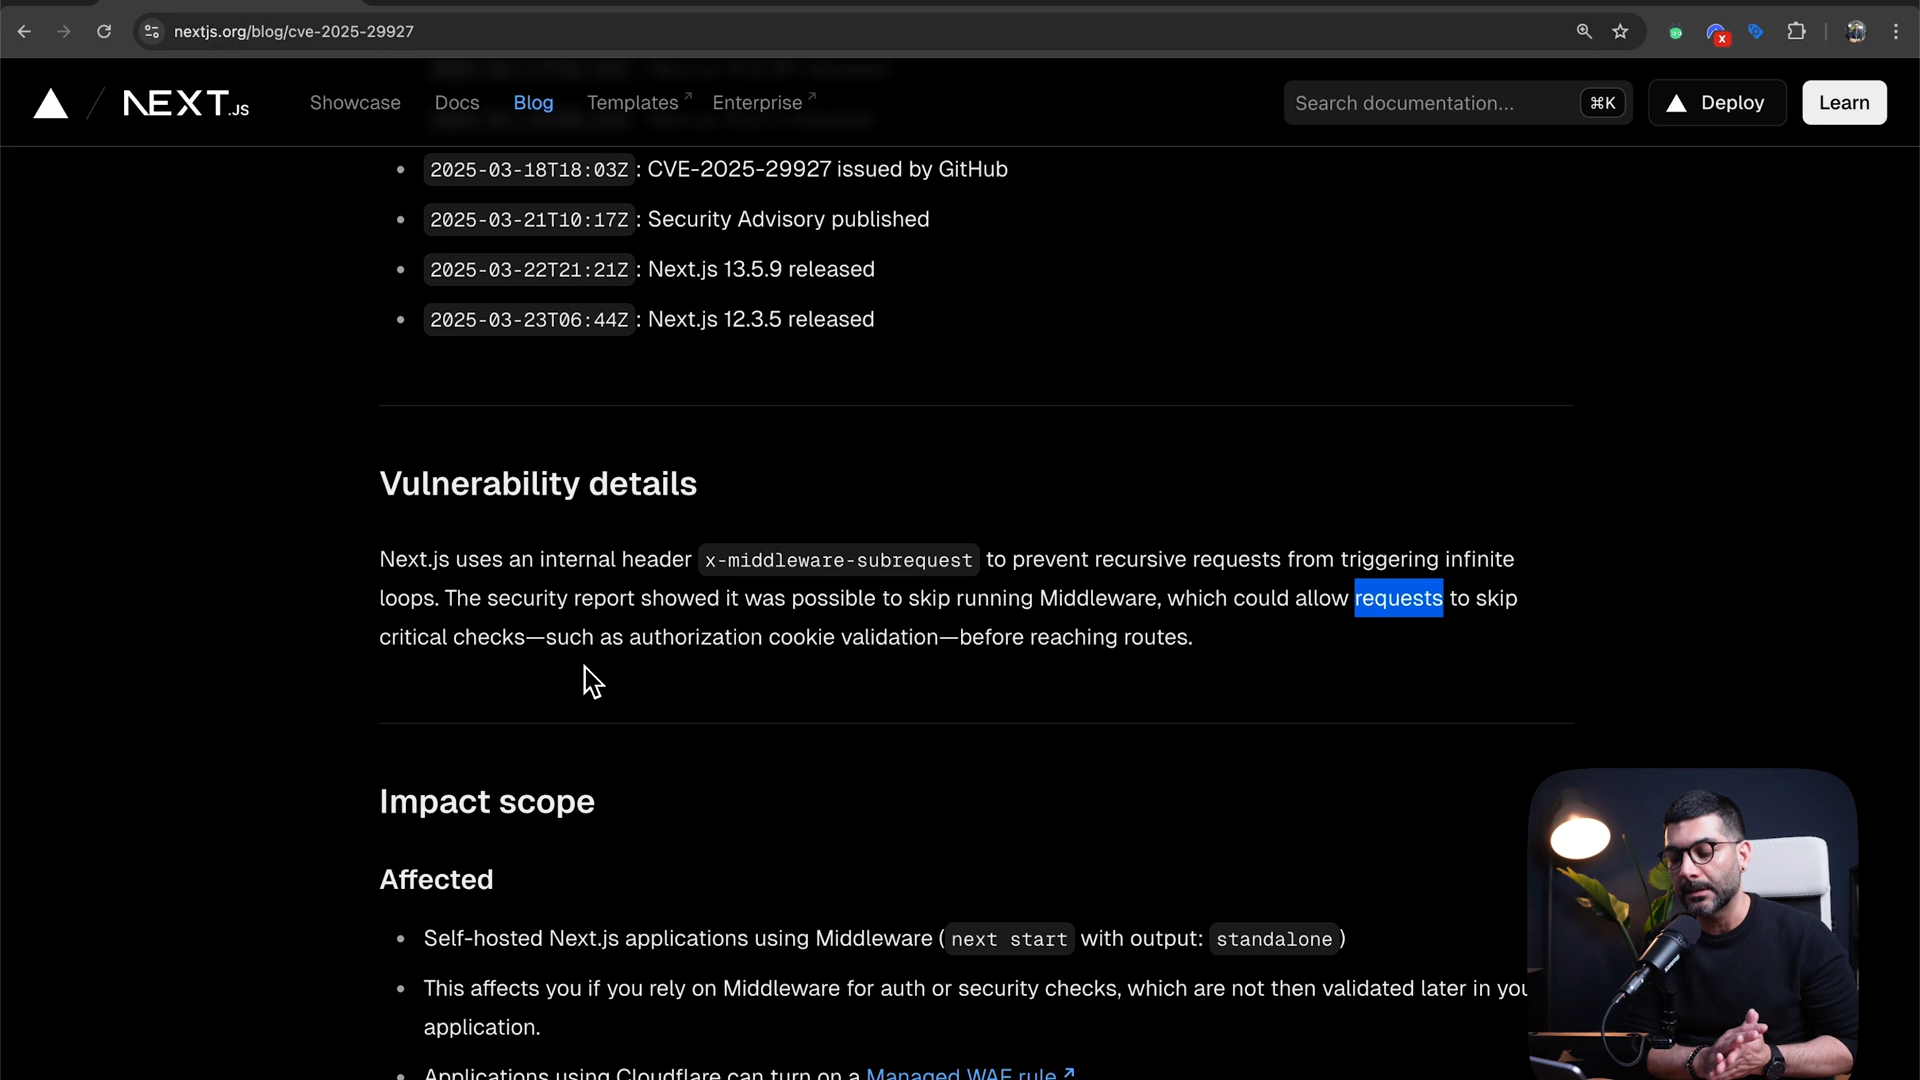 nextjs.org/blog/cve-2025-29927
NEXT.JS
Showcase
Docs
Blog
Templates
Enterprise
Search documentation...
⌘K
Deploy
Learn
2025-03-18T18:03Z: CVE-2025-29927 issued by GitHub
2025-03-21T10:17Z: Security Advisory published
2025-03-22T21:21Z: Next.js 13.5.9 released
2025-03-23T06:44Z: Next.js 12.3.5 released
Vulnerability details
Next.js uses an internal header x-middleware-subrequest to prevent recursive requests from triggering infinite
loops. The security report showed it was possible to skip running Middleware, which could allow requests to skip
critical checks—such as authorization cookie validation—before reaching routes.
Impact scope
Affected
Self-hosted Next.js applications using Middleware (next start with output: standalone)
This affects you if you rely on Middleware for auth or security checks, which are not then validated later in you
application.
Applications using Cloudflare can turn on a Managed WAF rule